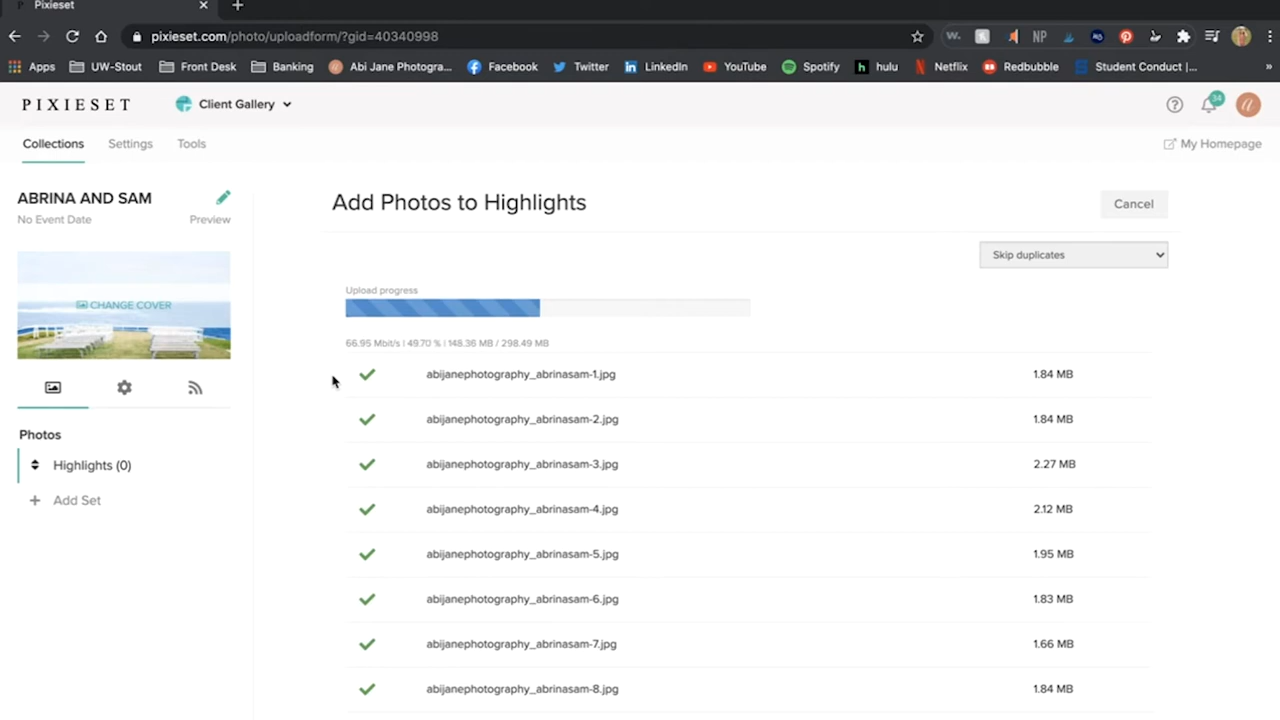 Pixieset
pixieset.com/photo/uploadform/?gid=40340998
Apps UW-Stout Front Desk Banking Abi Jane Photogra... Facebook Twitter LinkedIn YouTube Spotify hulu Netflix Redbubble Student Conduct |... »
PIXIESET Client Gallery 34
Collections Settings Tools My Homepage
ABRINA AND SAM
No Event Date Preview
CHANGE COVER
Photos
Highlights (0)
+ Add Set
Add Photos to Highlights Cancel
Skip duplicates
Upload progress
66.95 Mbit/s | 49.70 % | 148.36 MB / 298.49 MB
abijanephotography_abrinasam-1.jpg 1.84 MB
abijanephotography_abrinasam-2.jpg 1.84 MB
abijanephotography_abrinasam-3.jpg 2.27 MB
abijanephotography_abrinasam-4.jpg 2.12 MB
abijanephotography_abrinasam-5.jpg 1.95 MB
abijanephotography_abrinasam-6.jpg 1.83 MB
abijanephotography_abrinasam-7.jpg 1.66 MB
abijanephotography_abrinasam-8.jpg 1.84 MB